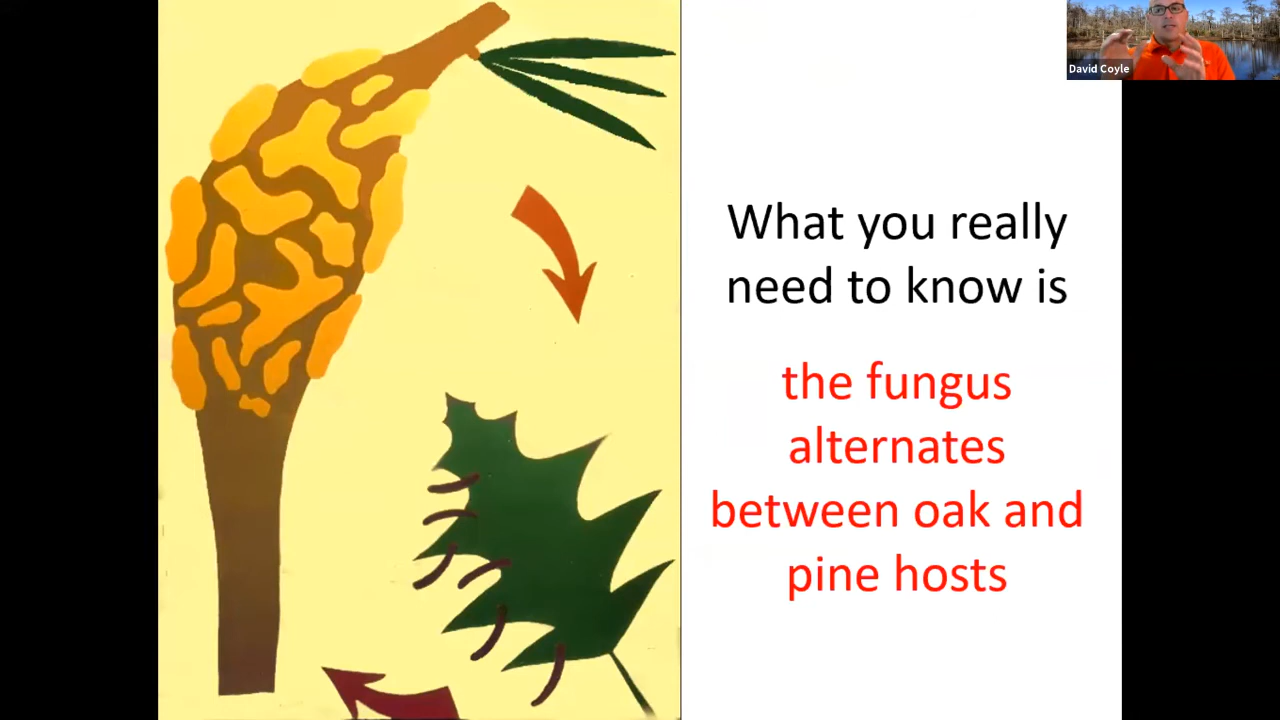 David Coyle
What you really
need to know is
the fungus
alternates
between oak and
pine hosts